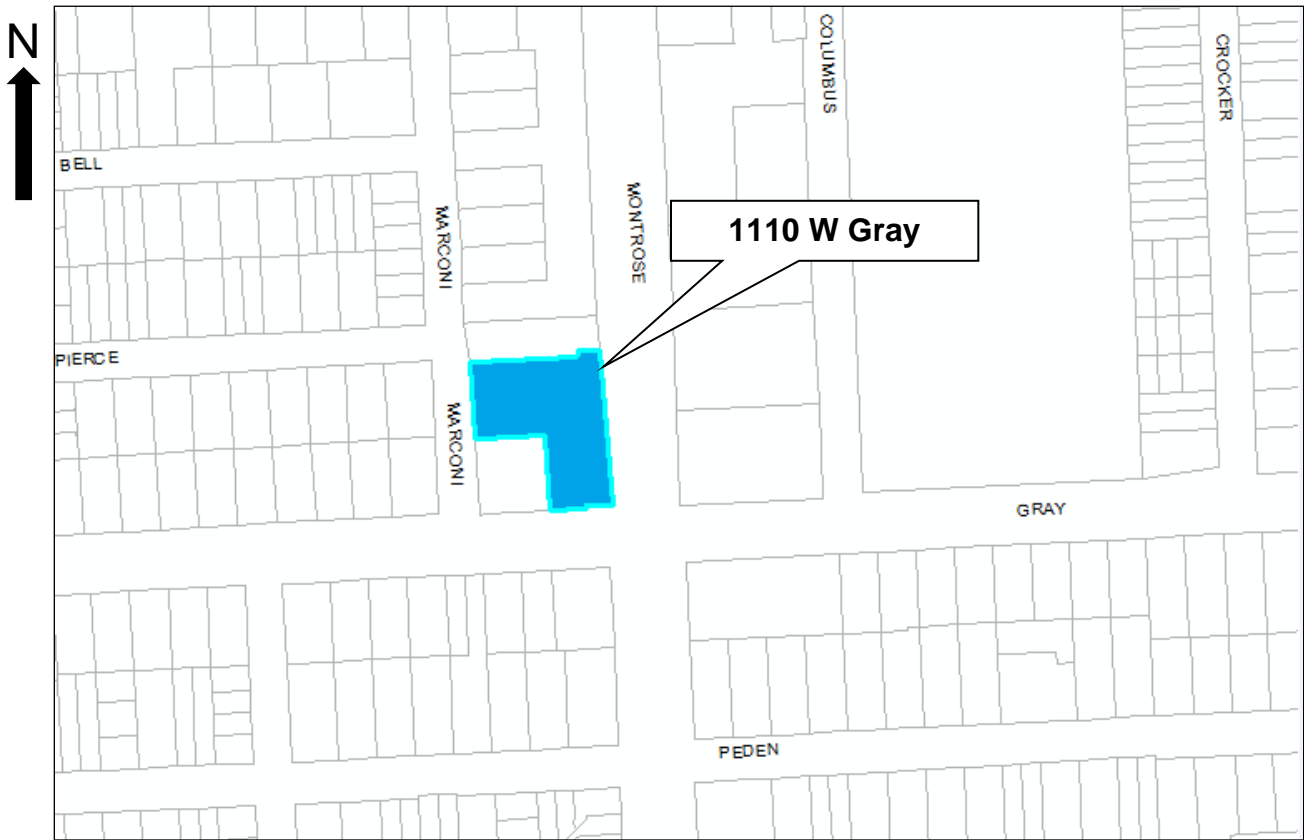 N
COLUMBUS
CROCKER
BELL
MONTROSE
MARCONI
1110 W Gray
PIERCE
MARCONI
GRAY
PEDEN